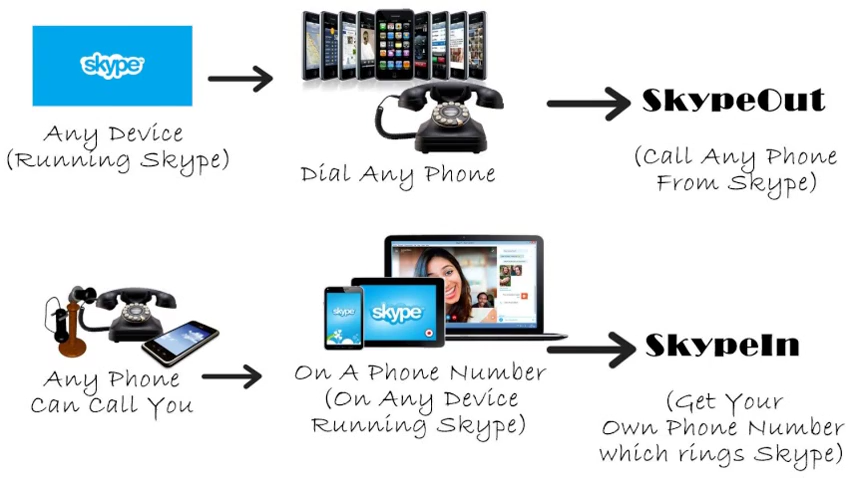 skype
Any Device
(Running Skype)
Dial Any Phone
SkypeOut
(Call Any Phone
From Skype)
Any Phone
Can Call You
skype
skype
On A Phone Number
(On Any Device
Running Skype)
SkypeIn
(Get Your
Own Phone Number
which rings Skype)